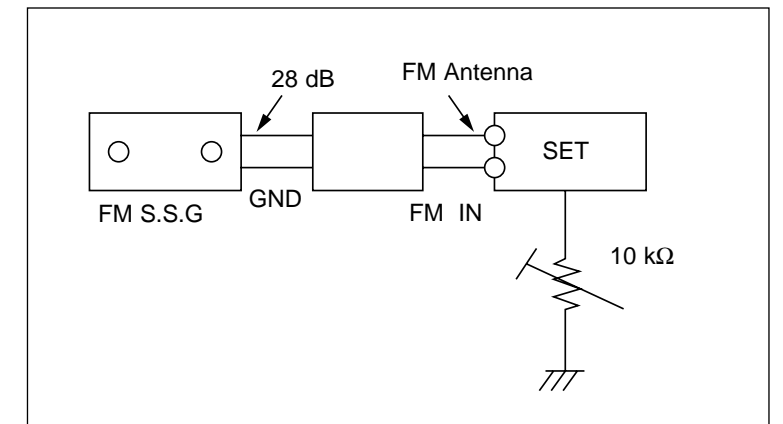 28 dB
FM Antenna
SET
FM S.S.G
GND
FM IN
10 kΩ